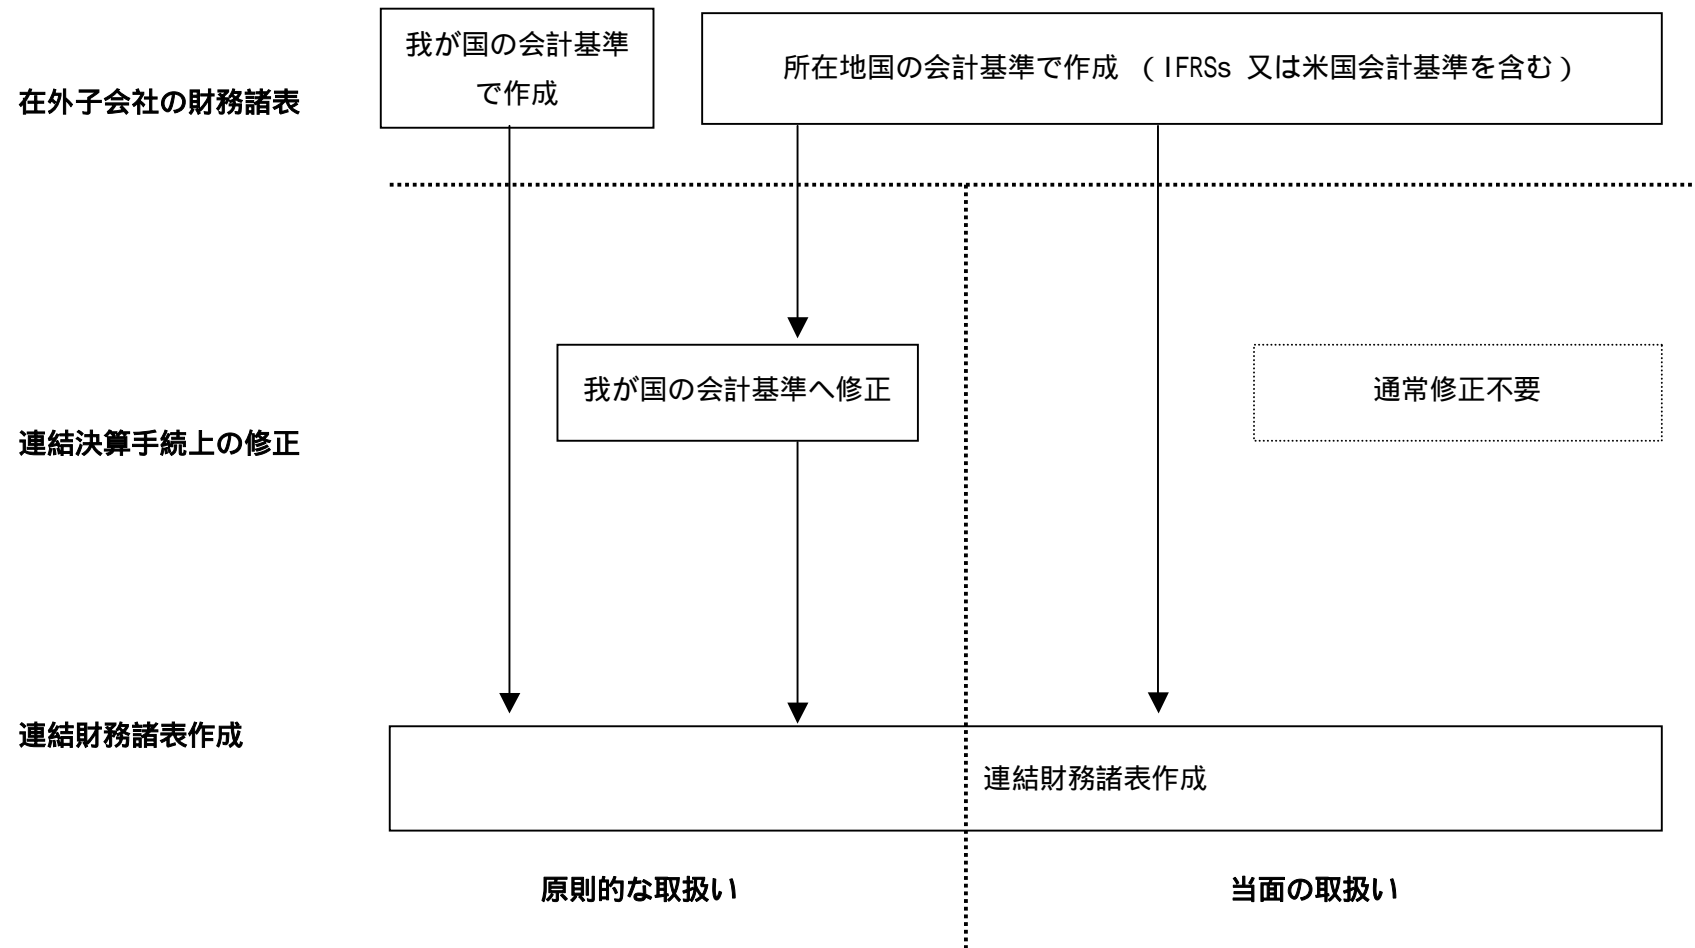 我が国の会計基準
で作成
所在地国の会計基準で作成 (IFRSs 又は米国会計基準を含む)
在外子会社の財務諸表
我が国の会計基準へ修正
通常修正不要
連結決算手続上の修正
連結財務諸表作成
連結財務諸表作成
原則的な取扱い
当面の取扱い